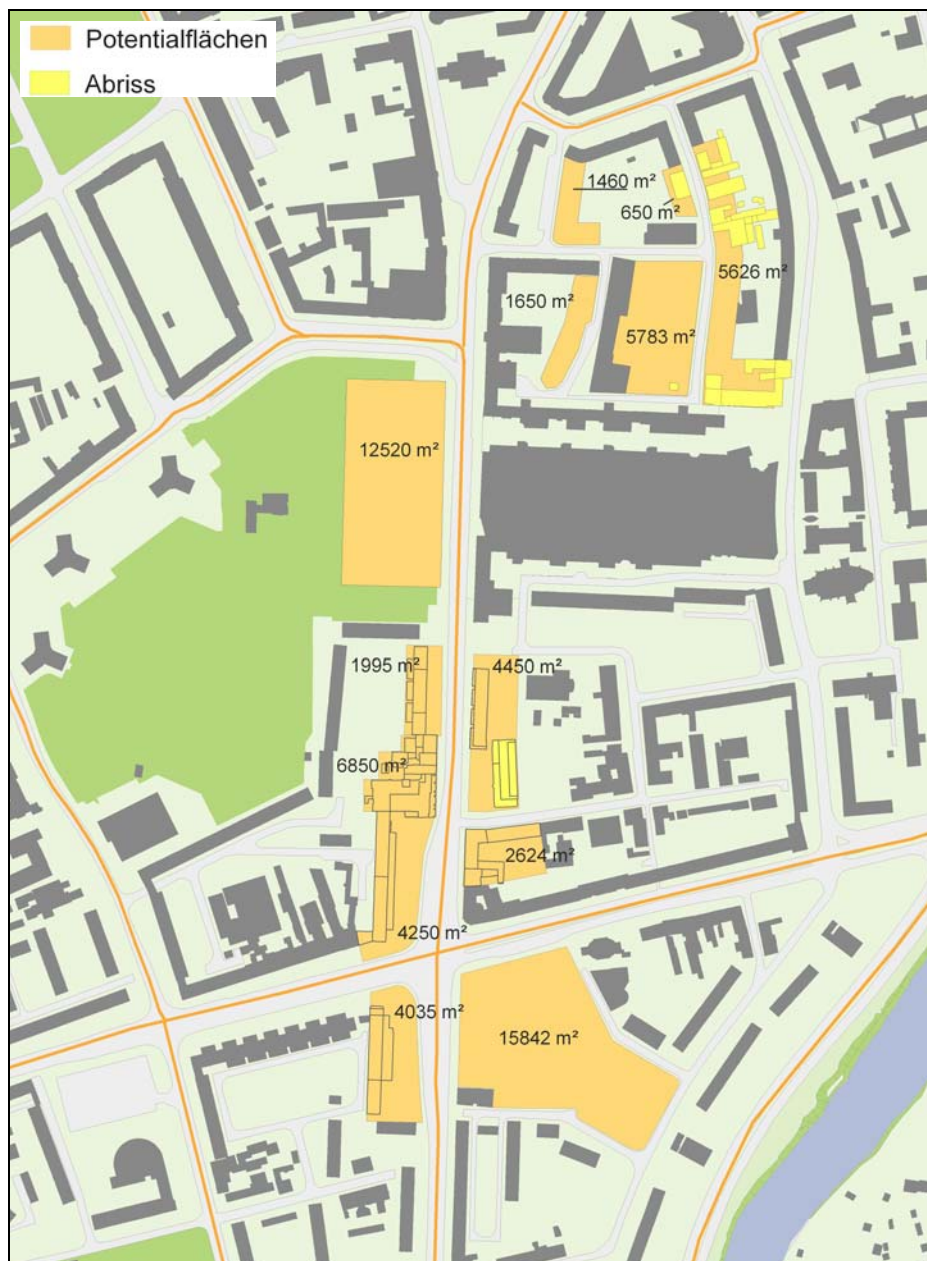 Potentialflächen
Abriss
1460 m²
650 m²
5626 m²
1650 m²
5783 m²
12520 m²
1995 m²
4450 m²
6850 m²
2624 m²
4250 m²
4035 m²
15842 m²